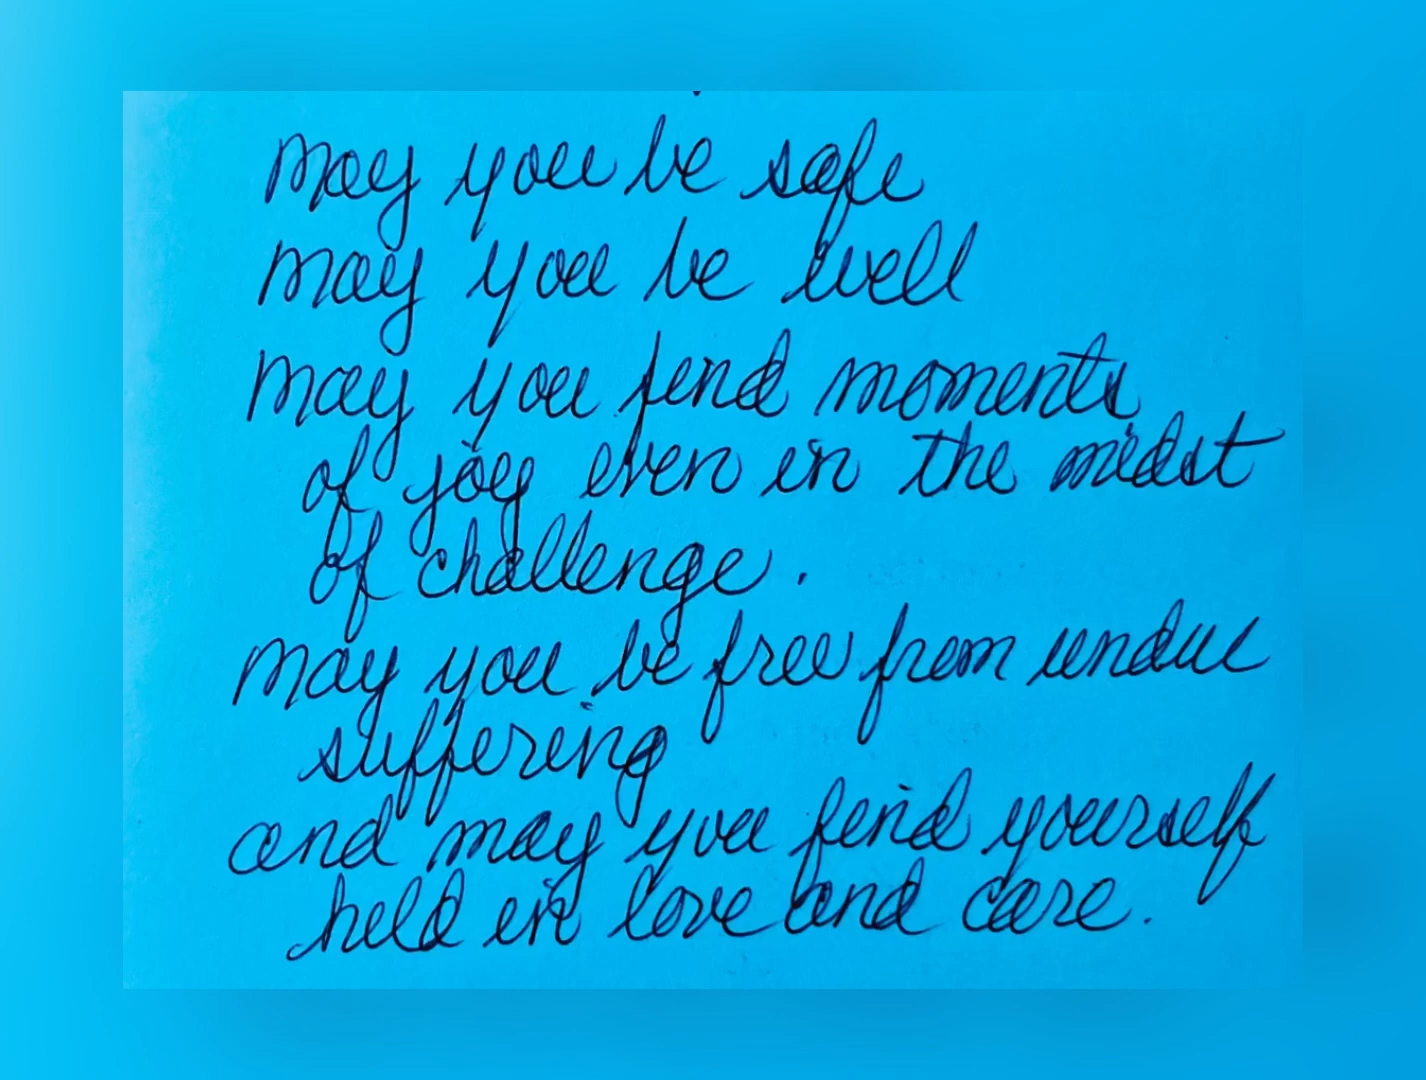 may you be safe
may you be well
may you find moments
of joy even in the midst
of challenge.
may you be free from undue
suffering
and may you find yourself
held in love and care.